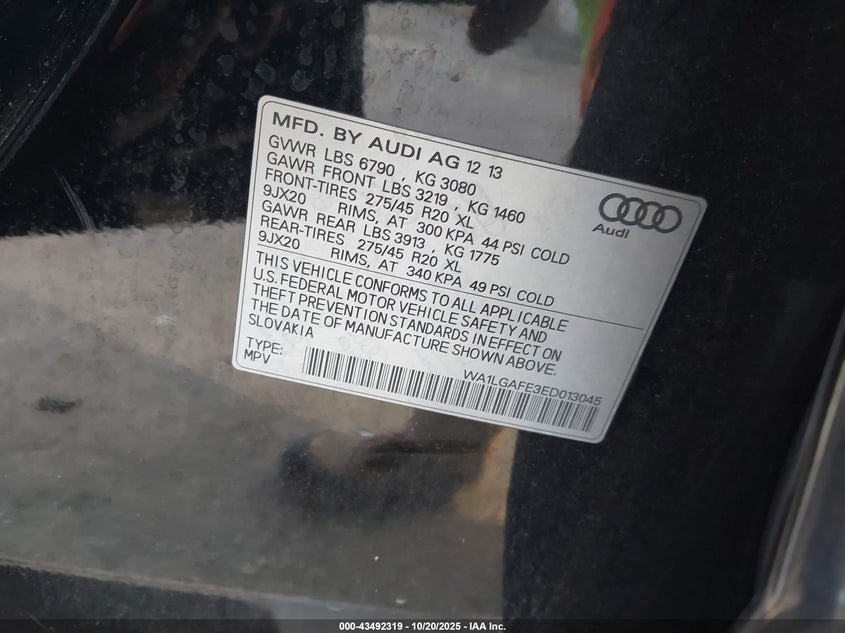 MFD. BY AUDI AG 12 13
GVWR LBS 6790 , KG 3080
GAWR FRONT LBS 3219 , KG 1460
FRONT-TIRES 275/45 R20 XL
9JX20 RIMS, AT 300 KPA 44 PSI COLD
GAWR REAR LBS 3913 , KG 1775
REAR-TIRES 275/45 R20 XL
9JX20 RIMS, AT 340 KPA 49 PSI COLD
Audi
THIS VEHICLE CONFORMS TO ALL APPLICABLE
U.S. FEDERAL MOTOR VEHICLE SAFETY AND
THEFT PREVENTION STANDARDS IN EFFECT ON
THE DATE OF MANUFACTURE SHOWN ABOVE.
SLOVAKIA
TYPE: WA1LGAFE3ED013045
MPV
000-43492319 - 10/20/2025 - IAA Inc.